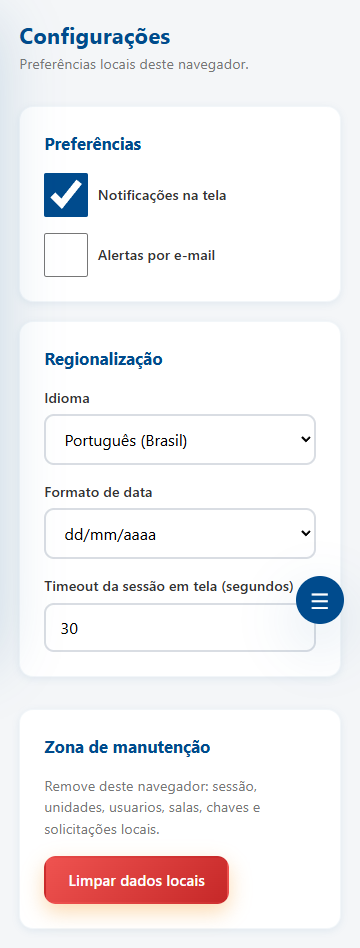 Configurações
Preferências locais deste navegador.
Preferências
Notificações na tela
Alertas por e-mail
Regionalização
Idioma
Português (Brasil)
Formato de data
dd/mm/aaaa
Timeout da sessão em tela (segundos)
30
Zona de manutenção
Remove deste navegador: sessão,
unidades, usuarios, salas, chaves e
solicitações locais.
Limpar dados locais